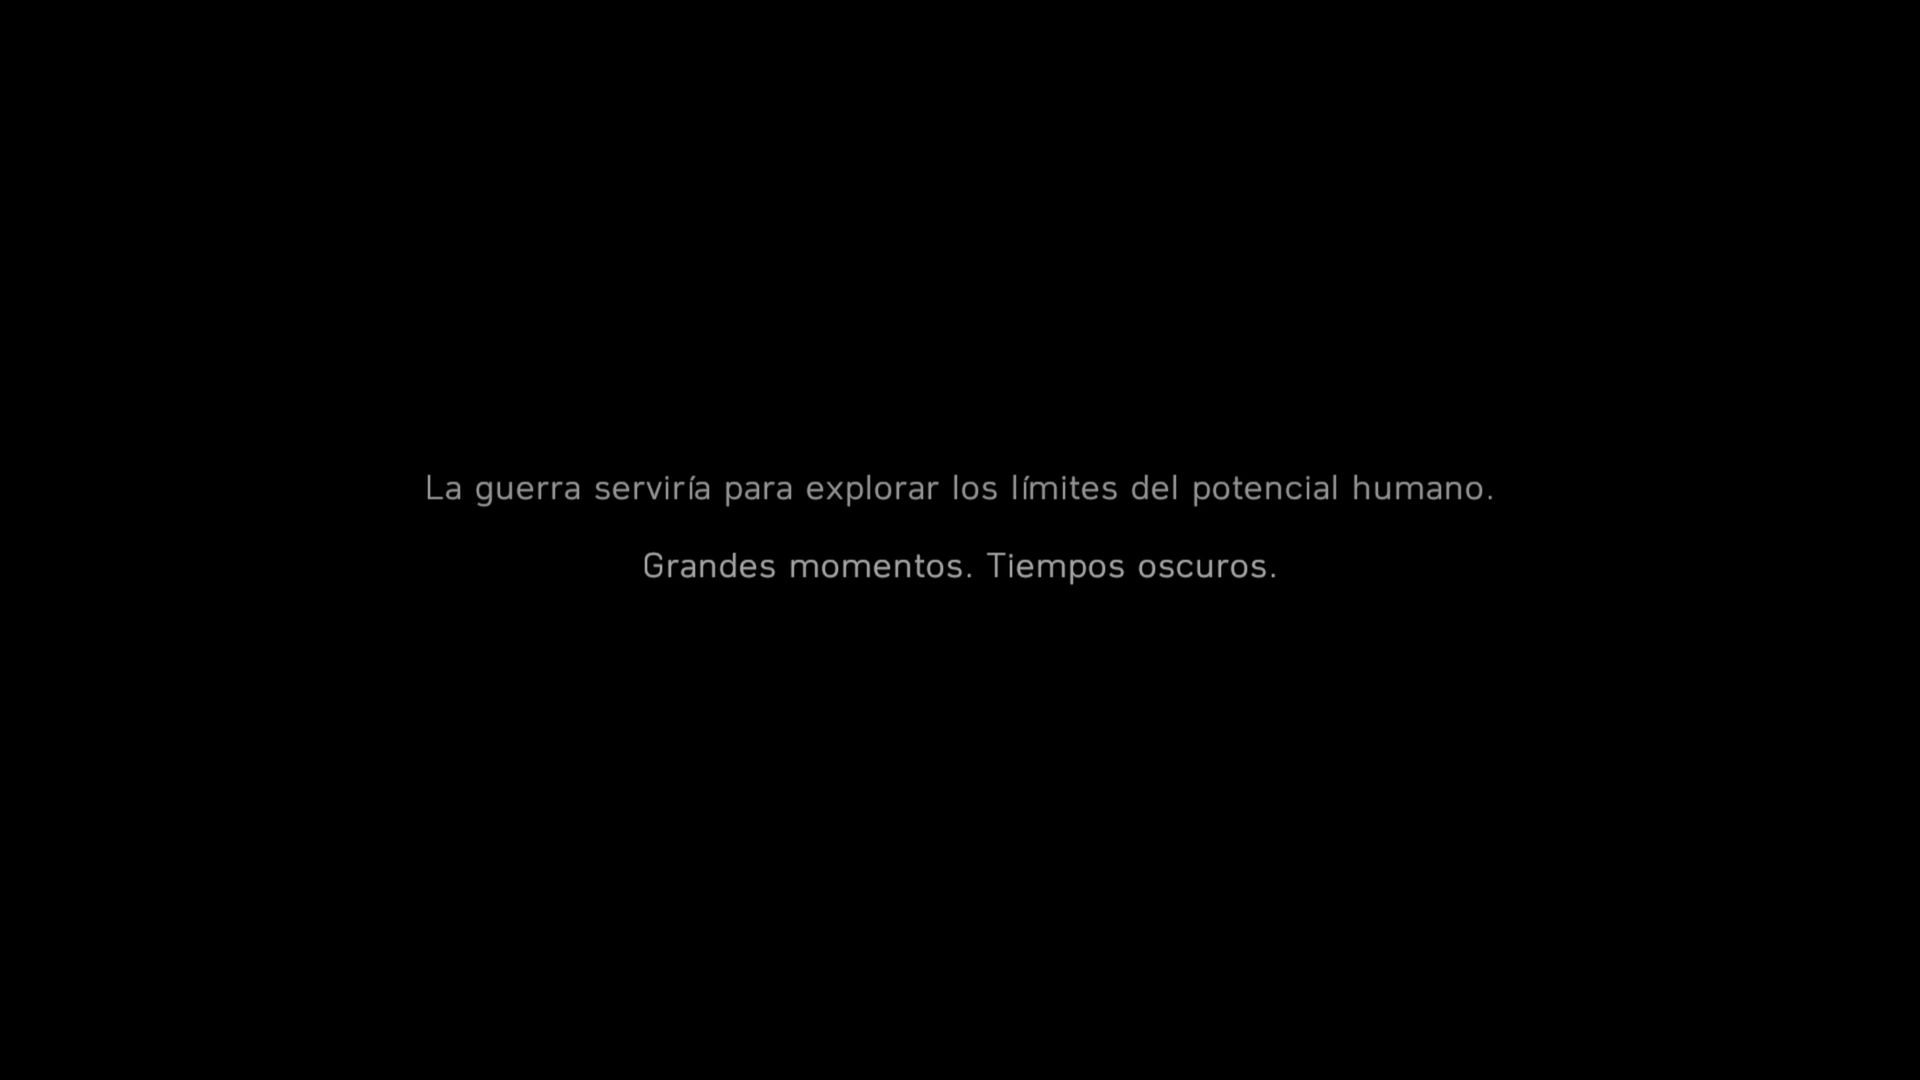 La guerra serviría para explorar los límites del potencial humano.
Grandes momentos. Tiempos oscuros.